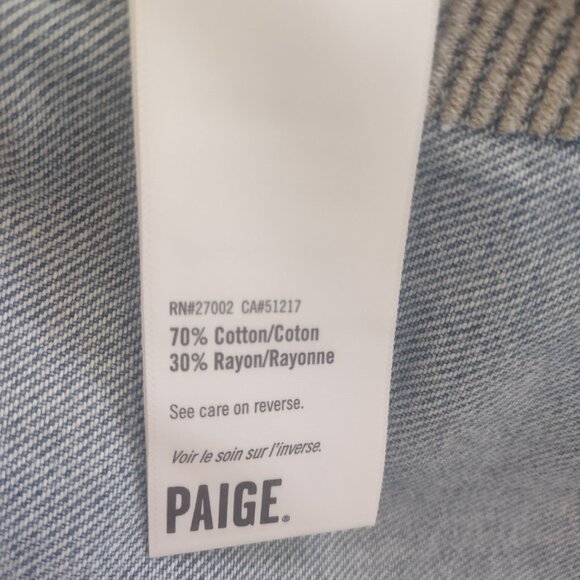 RN#27002 CA#51217
70% Cotton/Coton
30% Rayon/Rayonne
See care on reverse.
Voir le soin sur l'inverse.
PAIGE®